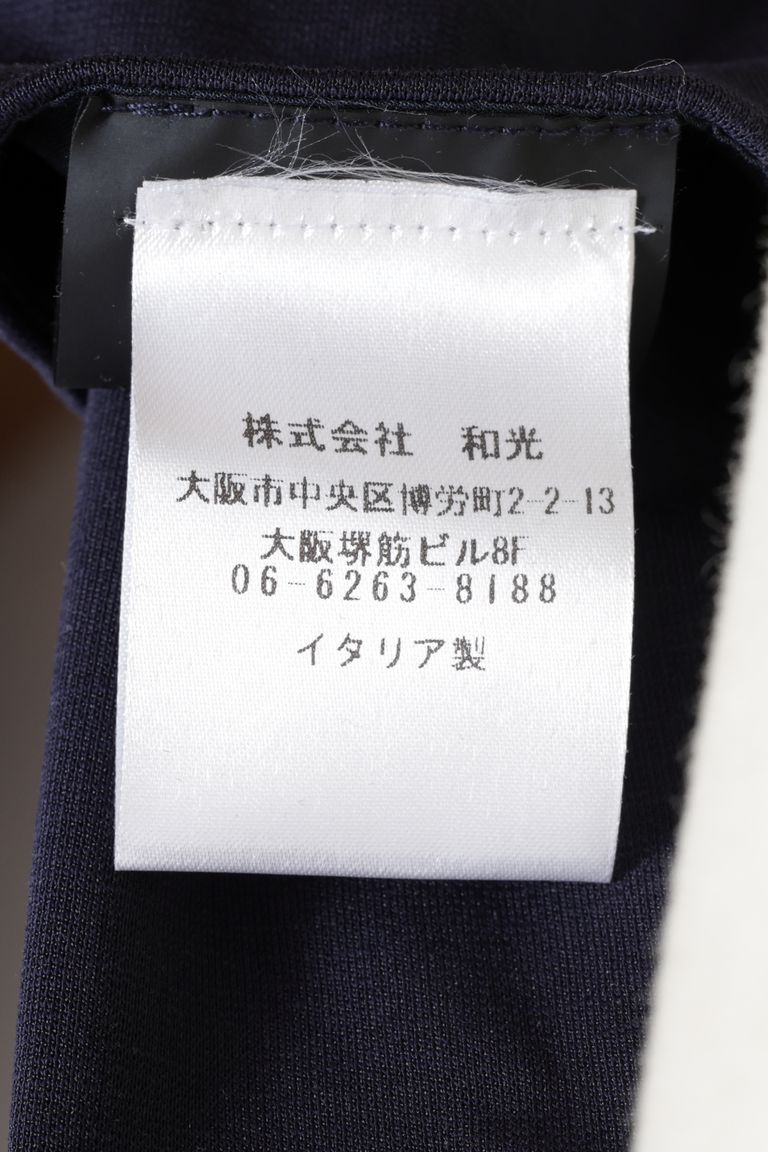 株式会社　和光
大阪市中央区博労町2-2-13
大阪堺筋ビル8F
06-6263-8188
イタリア製